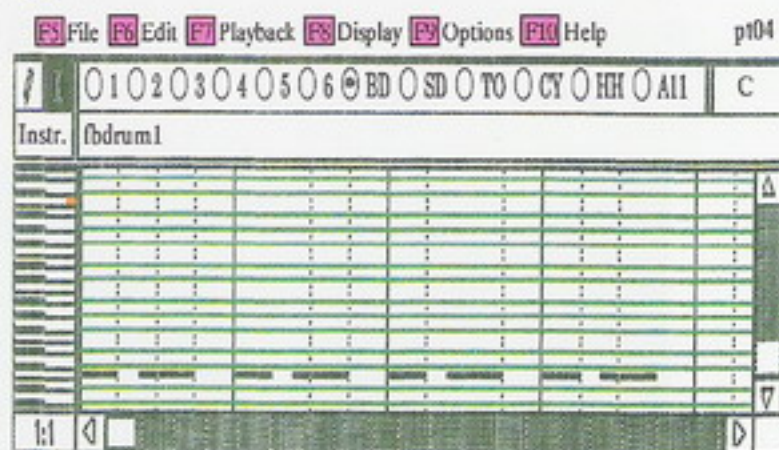 F5 File F6 Edit F7 Playback F8 Display F9 Options F10 Help pt04
1 2 3 4 5 6 BD SD TO CY HH All C
Instr. fbdrum1
1:1